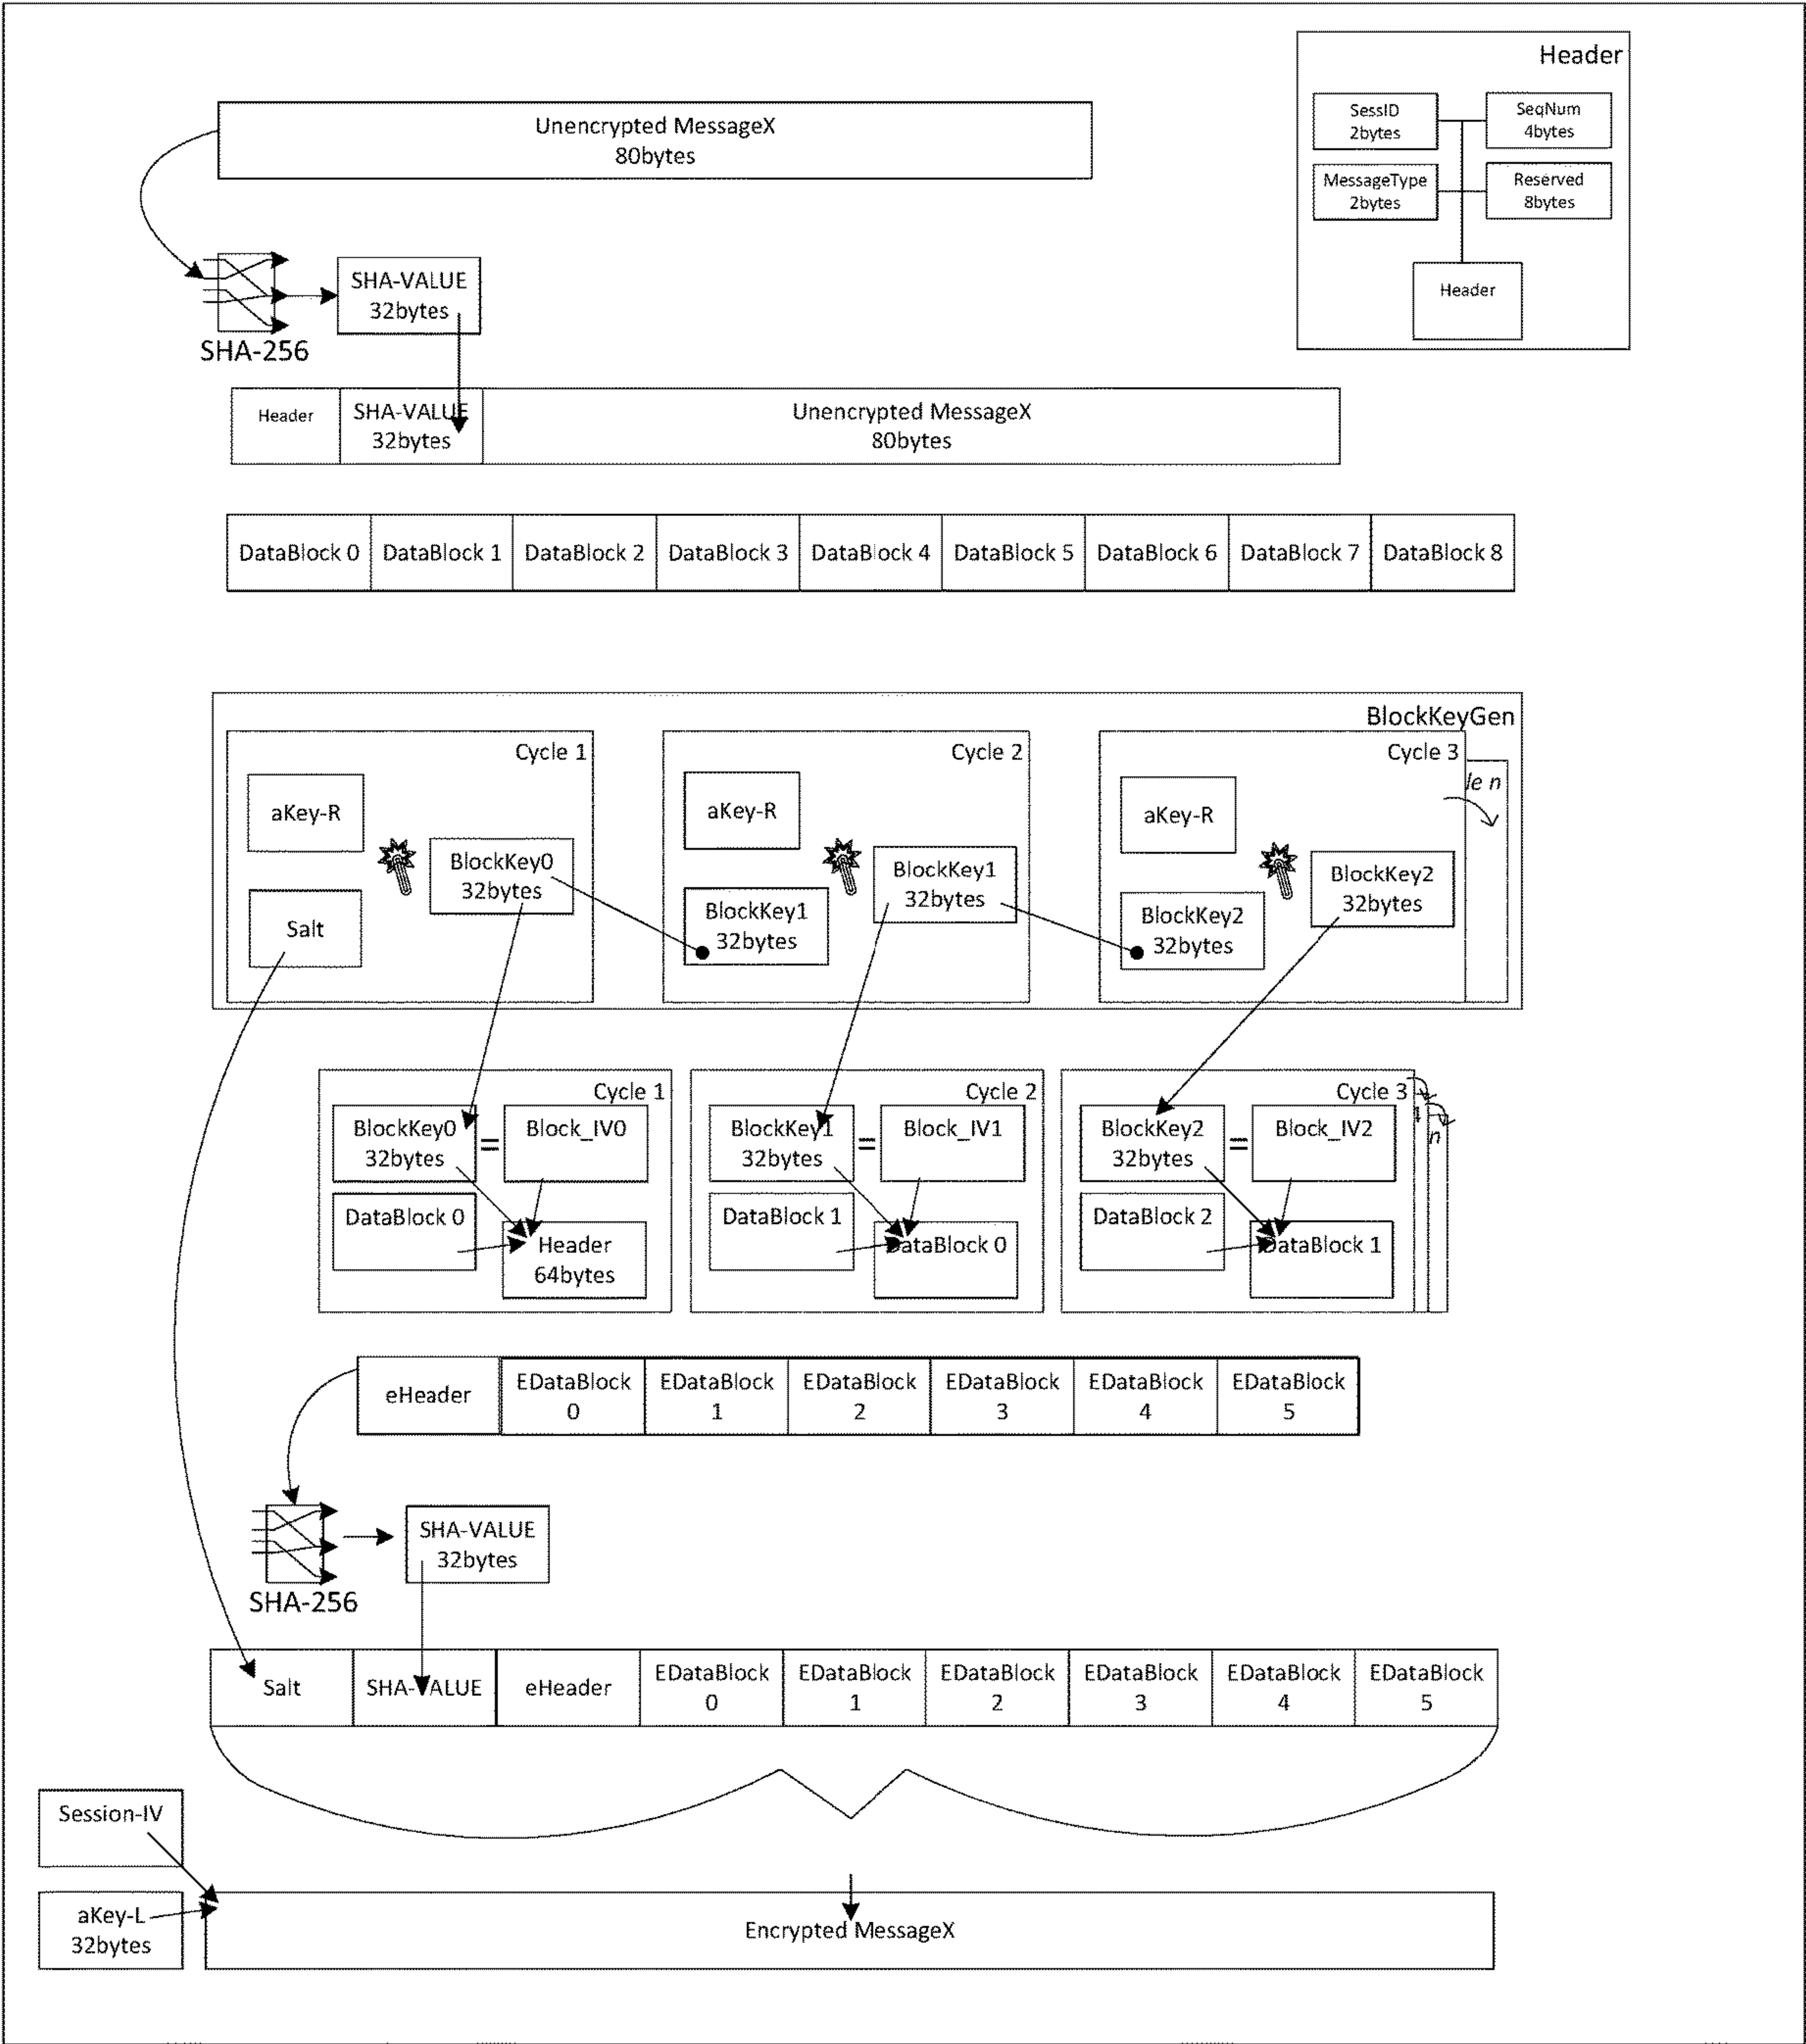 Header
SessID
2bytes
SeqNum
4bytes
MessageType
2bytes
Reserved
8bytes
Header
Unencrypted MessageX
80bytes
SHA-VALUE
32bytes
SHA-256
Header
SHA-VALUE
32bytes
Unencrypted MessageX
80bytes
DataBlock 0
DataBlock 1
DataBlock 2
DataBlock 3
DataBlock 4
DataBlock 5
DataBlock 6
DataBlock 7
DataBlock 8
BlockKeyGen
Cycle 1
aKey-R
BlockKey0
32bytes
Salt
Cycle 2
aKey-R
BlockKey1
32bytes
BlockKey1
32bytes
Cycle 3
aKey-R
BlockKey2
32bytes
BlockKey2
32bytes
le n
Cycle 1
BlockKey0
32bytes
=
Block_IV0
DataBlock 0
Header
64bytes
Cycle 2
BlockKey1
32bytes
=
Block_IV1
DataBlock 1
DataBlock 0
Cycle 3
BlockKey2
32bytes
=
Block_IV2
DataBlock 2
DataBlock 1
n
eHeader
EDataBlock
0
EDataBlock
1
EDataBlock
2
EDataBlock
3
EDataBlock
4
EDataBlock
5
SHA-VALUE
32bytes
SHA-256
Salt
SHA-VALUE
eHeader
EDataBlock
0
EDataBlock
1
EDataBlock
2
EDataBlock
3
EDataBlock
4
EDataBlock
5
Session-IV
aKey-L
32bytes
Encrypted MessageX